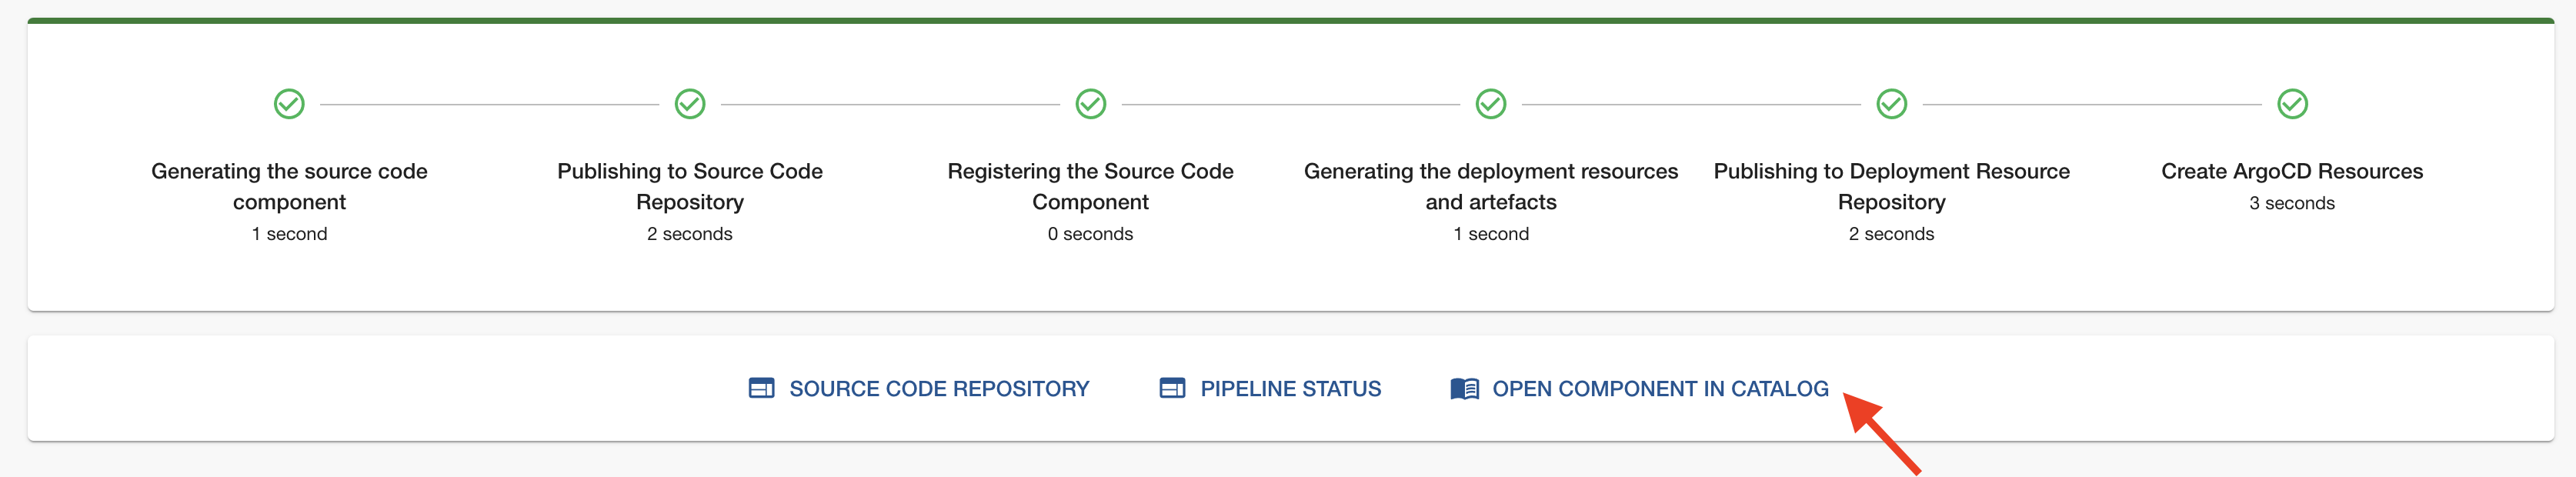 Generating the source code
component
1 second
Publishing to Source Code
Repository
2 seconds
Registering the Source Code
Component
0 seconds
Generating the deployment resources
and artefacts
1 second
Publishing to Deployment Resource
Repository
2 seconds
Create ArgoCD Resources
3 seconds
SOURCE CODE REPOSITORY
PIPELINE STATUS
OPEN COMPONENT IN CATALOG